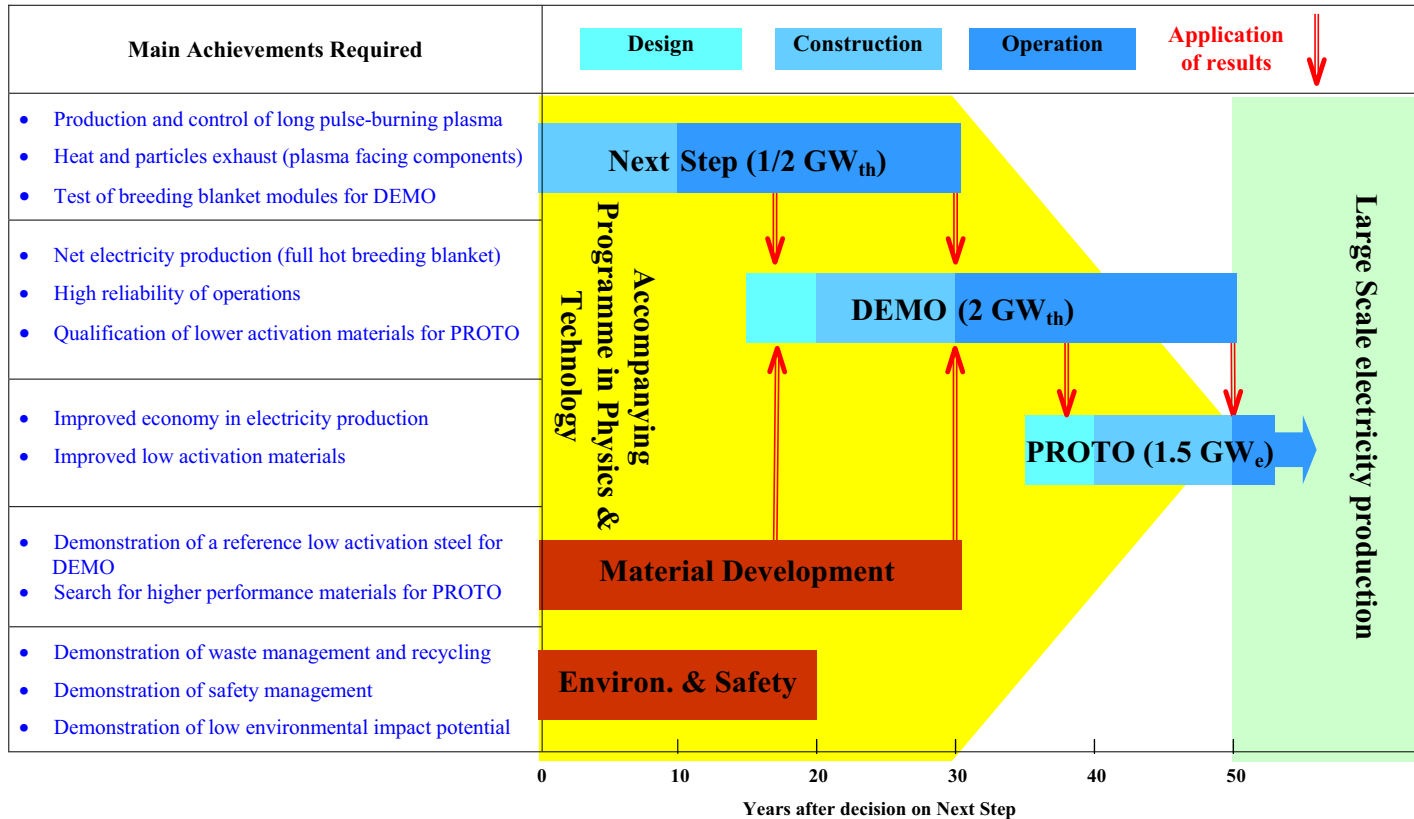 Main Achievements Required
Design
Construction
Operation
Application
of results
• Production and control of long pulse-burning plasma
• Heat and particles exhaust (plasma facing components)
• Test of breeding blanket modules for DEMO
Next Step (1/2 GWth)
• Net electricity production (full hot breeding blanket)
• High reliability of operations
• Qualification of lower activation materials for PROTO
Accompanying
Programme in Physics &
Technology
DEMO (2 GWth)
• Improved economy in electricity production
• Improved low activation materials
PROTO (1.5 GWe)
Large Scale electricity production
• Demonstration of a reference low activation steel for
DEMO
• Search for higher performance materials for PROTO
Material Development
• Demonstration of waste management and recycling
• Demonstration of safety management
• Demonstration of low environmental impact potential
Environ. & Safety
0 10 20 30 40 50
Years after decision on Next Step